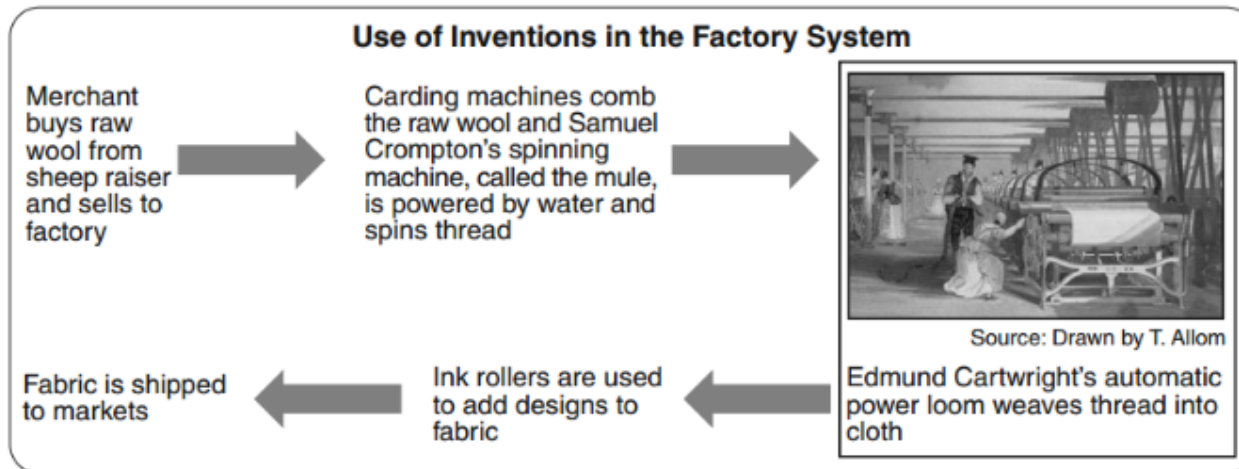 Use of Inventions in the Factory System
Merchant
buys raw
wool from
sheep raiser
and sells to
factory
Carding machines comb
the raw wool and Samuel
Crompton's spinning
machine, called the mule,
is powered by water and
spins thread
Source: Drawn by T. Allom
Edmund Cartwright's automatic
power loom weaves thread into
cloth
Ink rollers are used
to add designs to
fabric
Fabric is shipped
to markets